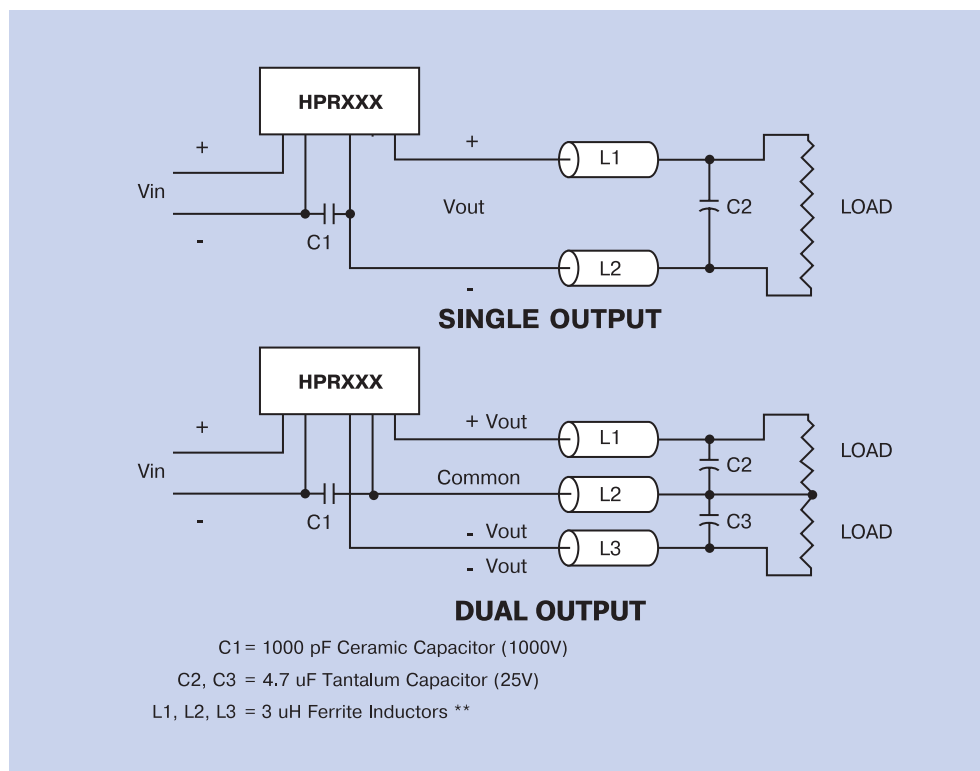 HPRXXX
+
+
L1
Vin
Vout
C2
LOAD
-
C1
L2
-
SINGLE OUTPUT
HPRXXX
+
+ Vout
L1
LOAD
Vin
Common
C2
L2
-
C1
C3
LOAD
- Vout
L3
- Vout
DUAL OUTPUT
C1= 1000 pF Ceramic Capacitor (1000V)
C2, C3 = 4.7 uF Tantalum Capacitor (25V)
L1, L2, L3 = 3 uH Ferrite Inductors **